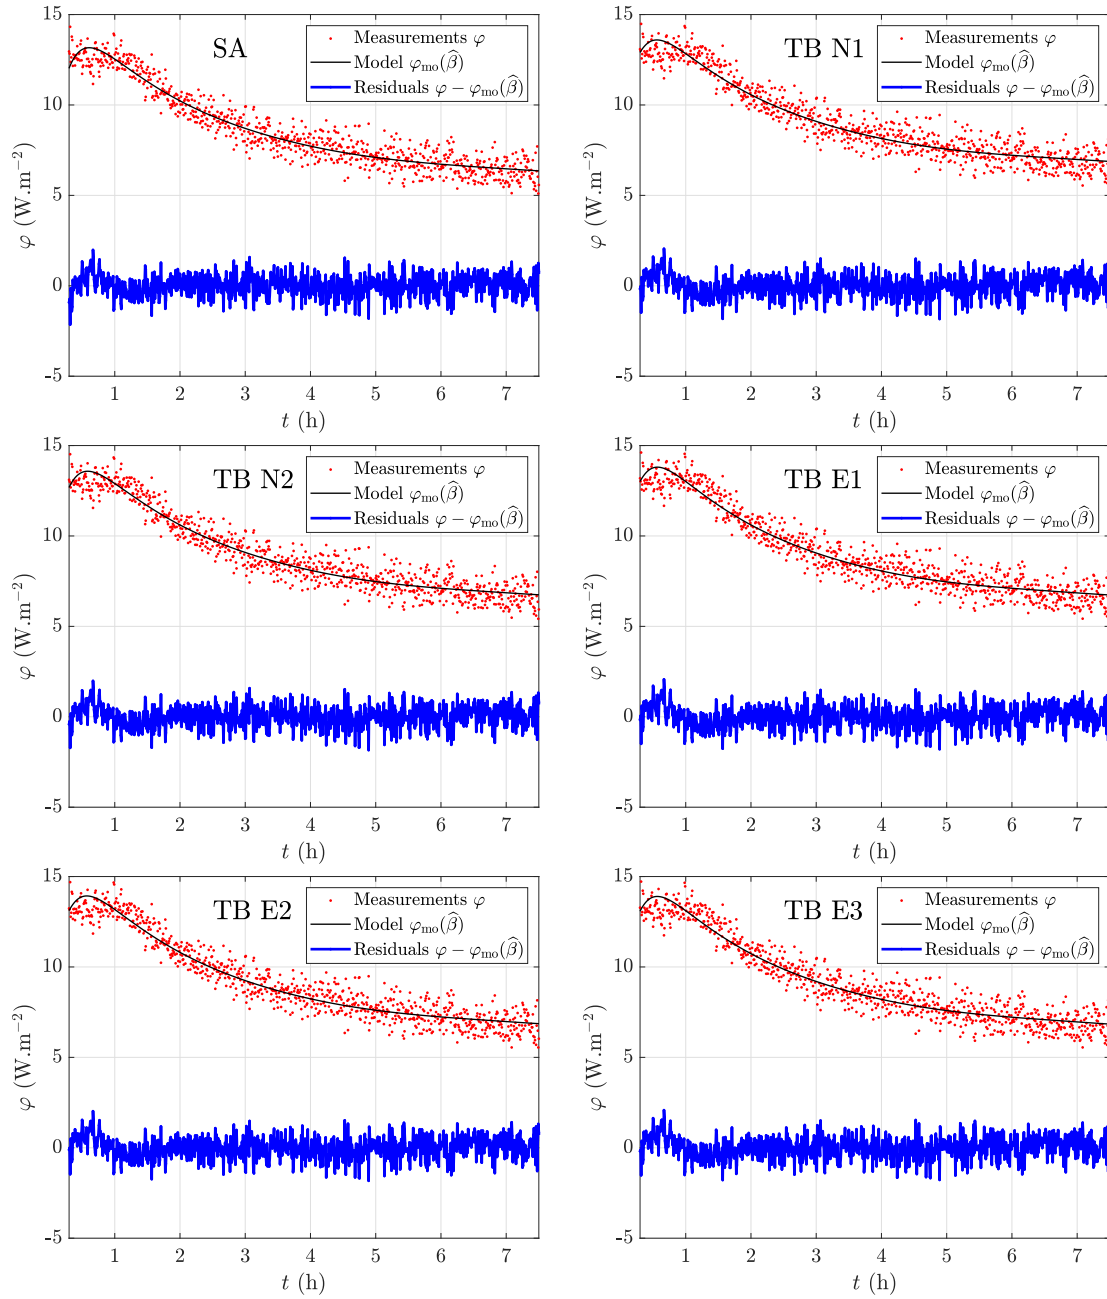 SA
Measurements φ
Model φmo(β̂)
Residuals φ − φmo(β̂)
φ (W.m⁻²)
15
10
5
0
-5
1 2 3 4 5 6 7
t (h)
TB N1
Measurements φ
Model φmo(β̂)
Residuals φ − φmo(β̂)
φ (W.m⁻²)
15
10
5
0
-5
1 2 3 4 5 6 7
t (h)
TB N2
Measurements φ
Model φmo(β̂)
Residuals φ − φmo(β̂)
φ (W.m⁻²)
15
10
5
0
-5
1 2 3 4 5 6 7
t (h)
TB E1
Measurements φ
Model φmo(β̂)
Residuals φ − φmo(β̂)
φ (W.m⁻²)
15
10
5
0
-5
1 2 3 4 5 6 7
t (h)
TB E2
Measurements φ
Model φmo(β̂)
Residuals φ − φmo(β̂)
φ (W.m⁻²)
15
10
5
0
-5
1 2 3 4 5 6 7
t (h)
TB E3
Measurements φ
Model φmo(β̂)
Residuals φ − φmo(β̂)
φ (W.m⁻²)
15
10
5
0
-5
1 2 3 4 5 6 7
t (h)